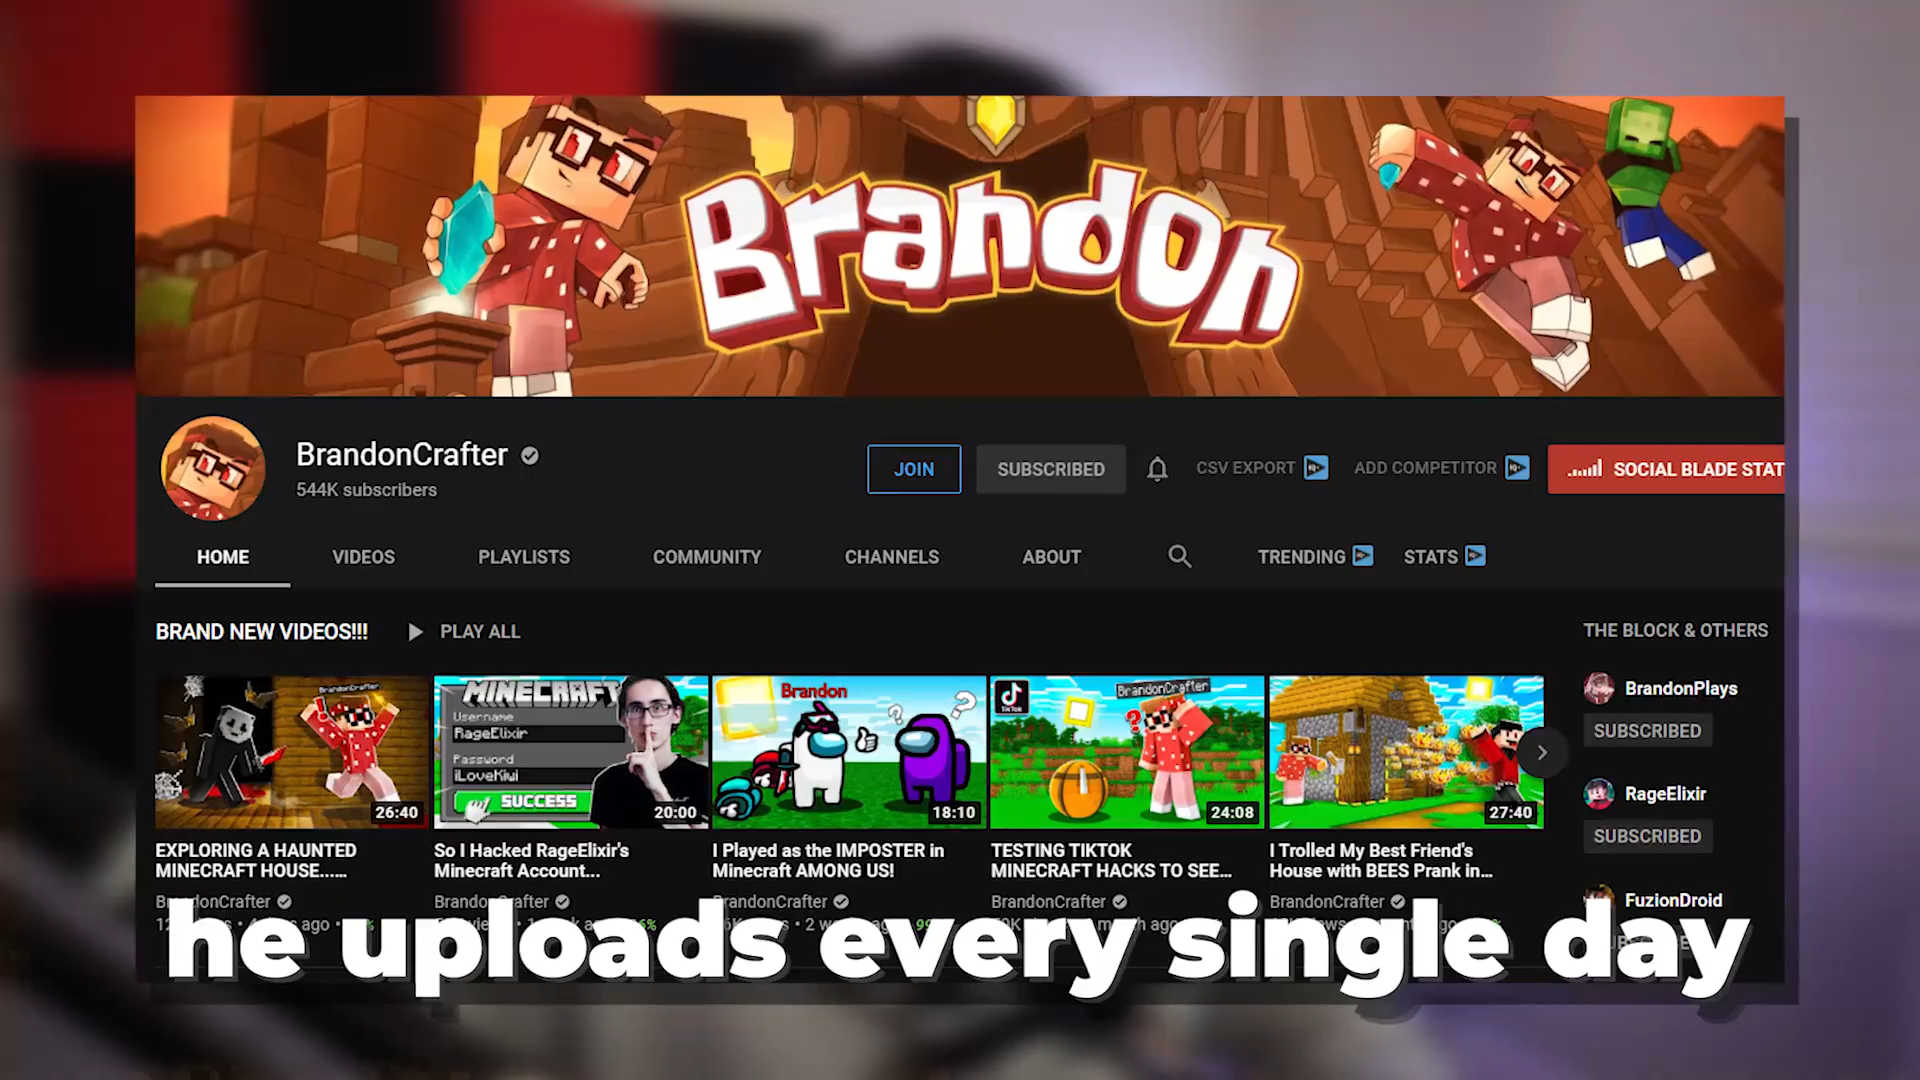 Brandon
BrandonCrafter
544K subscribers
JOIN
SUBSCRIBED
CSV EXPORT
ADD COMPETITOR
SOCIAL BLADE STAT
HOME
VIDEOS
PLAYLISTS
COMMUNITY
CHANNELS
ABOUT
TRENDING
STATS
BRAND NEW VIDEOS!!!
PLAY ALL
THE BLOCK & OTHERS
BrandonCrafter
26:40
MINECRAFT
Username
RageElixir
Password
iLoveKiwi
SUCCESS
20:00
Brandon
18:10
BrandonCrafter
24:08
27:40
EXPLORING A HAUNTED
MINECRAFT HOUSE......
BrandonCrafter
So I Hacked RageElixir's
Minecraft Account...
BrandonCrafter
I Played as the IMPOSTER in
Minecraft AMONG US!
BrandonCrafter
TESTING TIKTOK
MINECRAFT HACKS TO SEE...
BrandonCrafter
I Trolled My Best Friend's
House with BEES Prank in...
BrandonCrafter
BrandonPlays
SUBSCRIBED
RageElixir
SUBSCRIBED
FuzionDroid
he uploads every single day